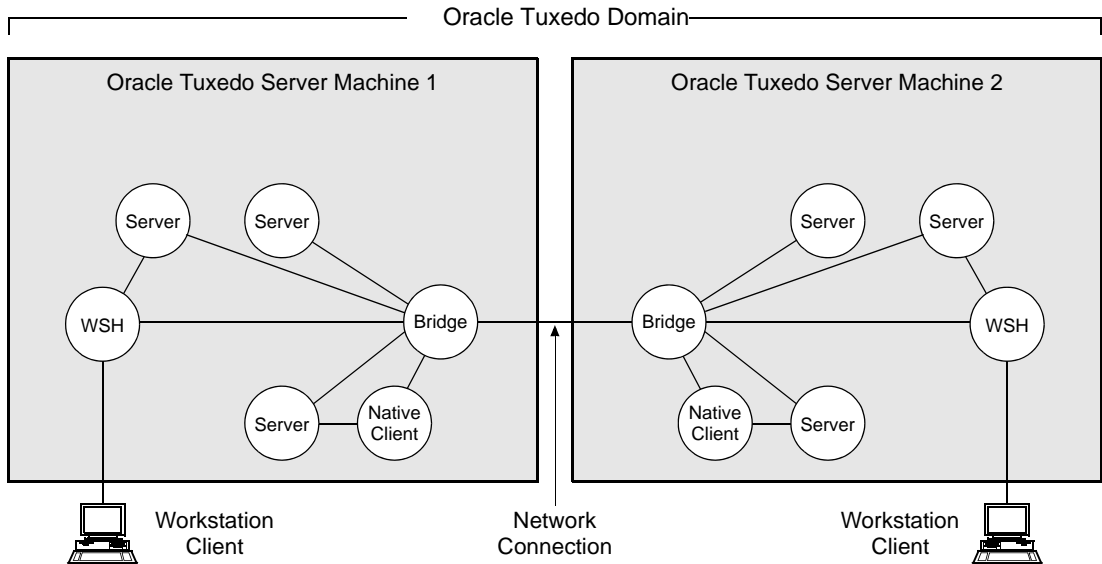 Oracle Tuxedo Domain
Oracle Tuxedo Server Machine 1
Oracle Tuxedo Server Machine 2
Server
Server
Server
Server
WSH
Bridge
Bridge
WSH
Server
Native
Client
Native
Client
Server
Workstation
Client
Network
Connection
Workstation
Client